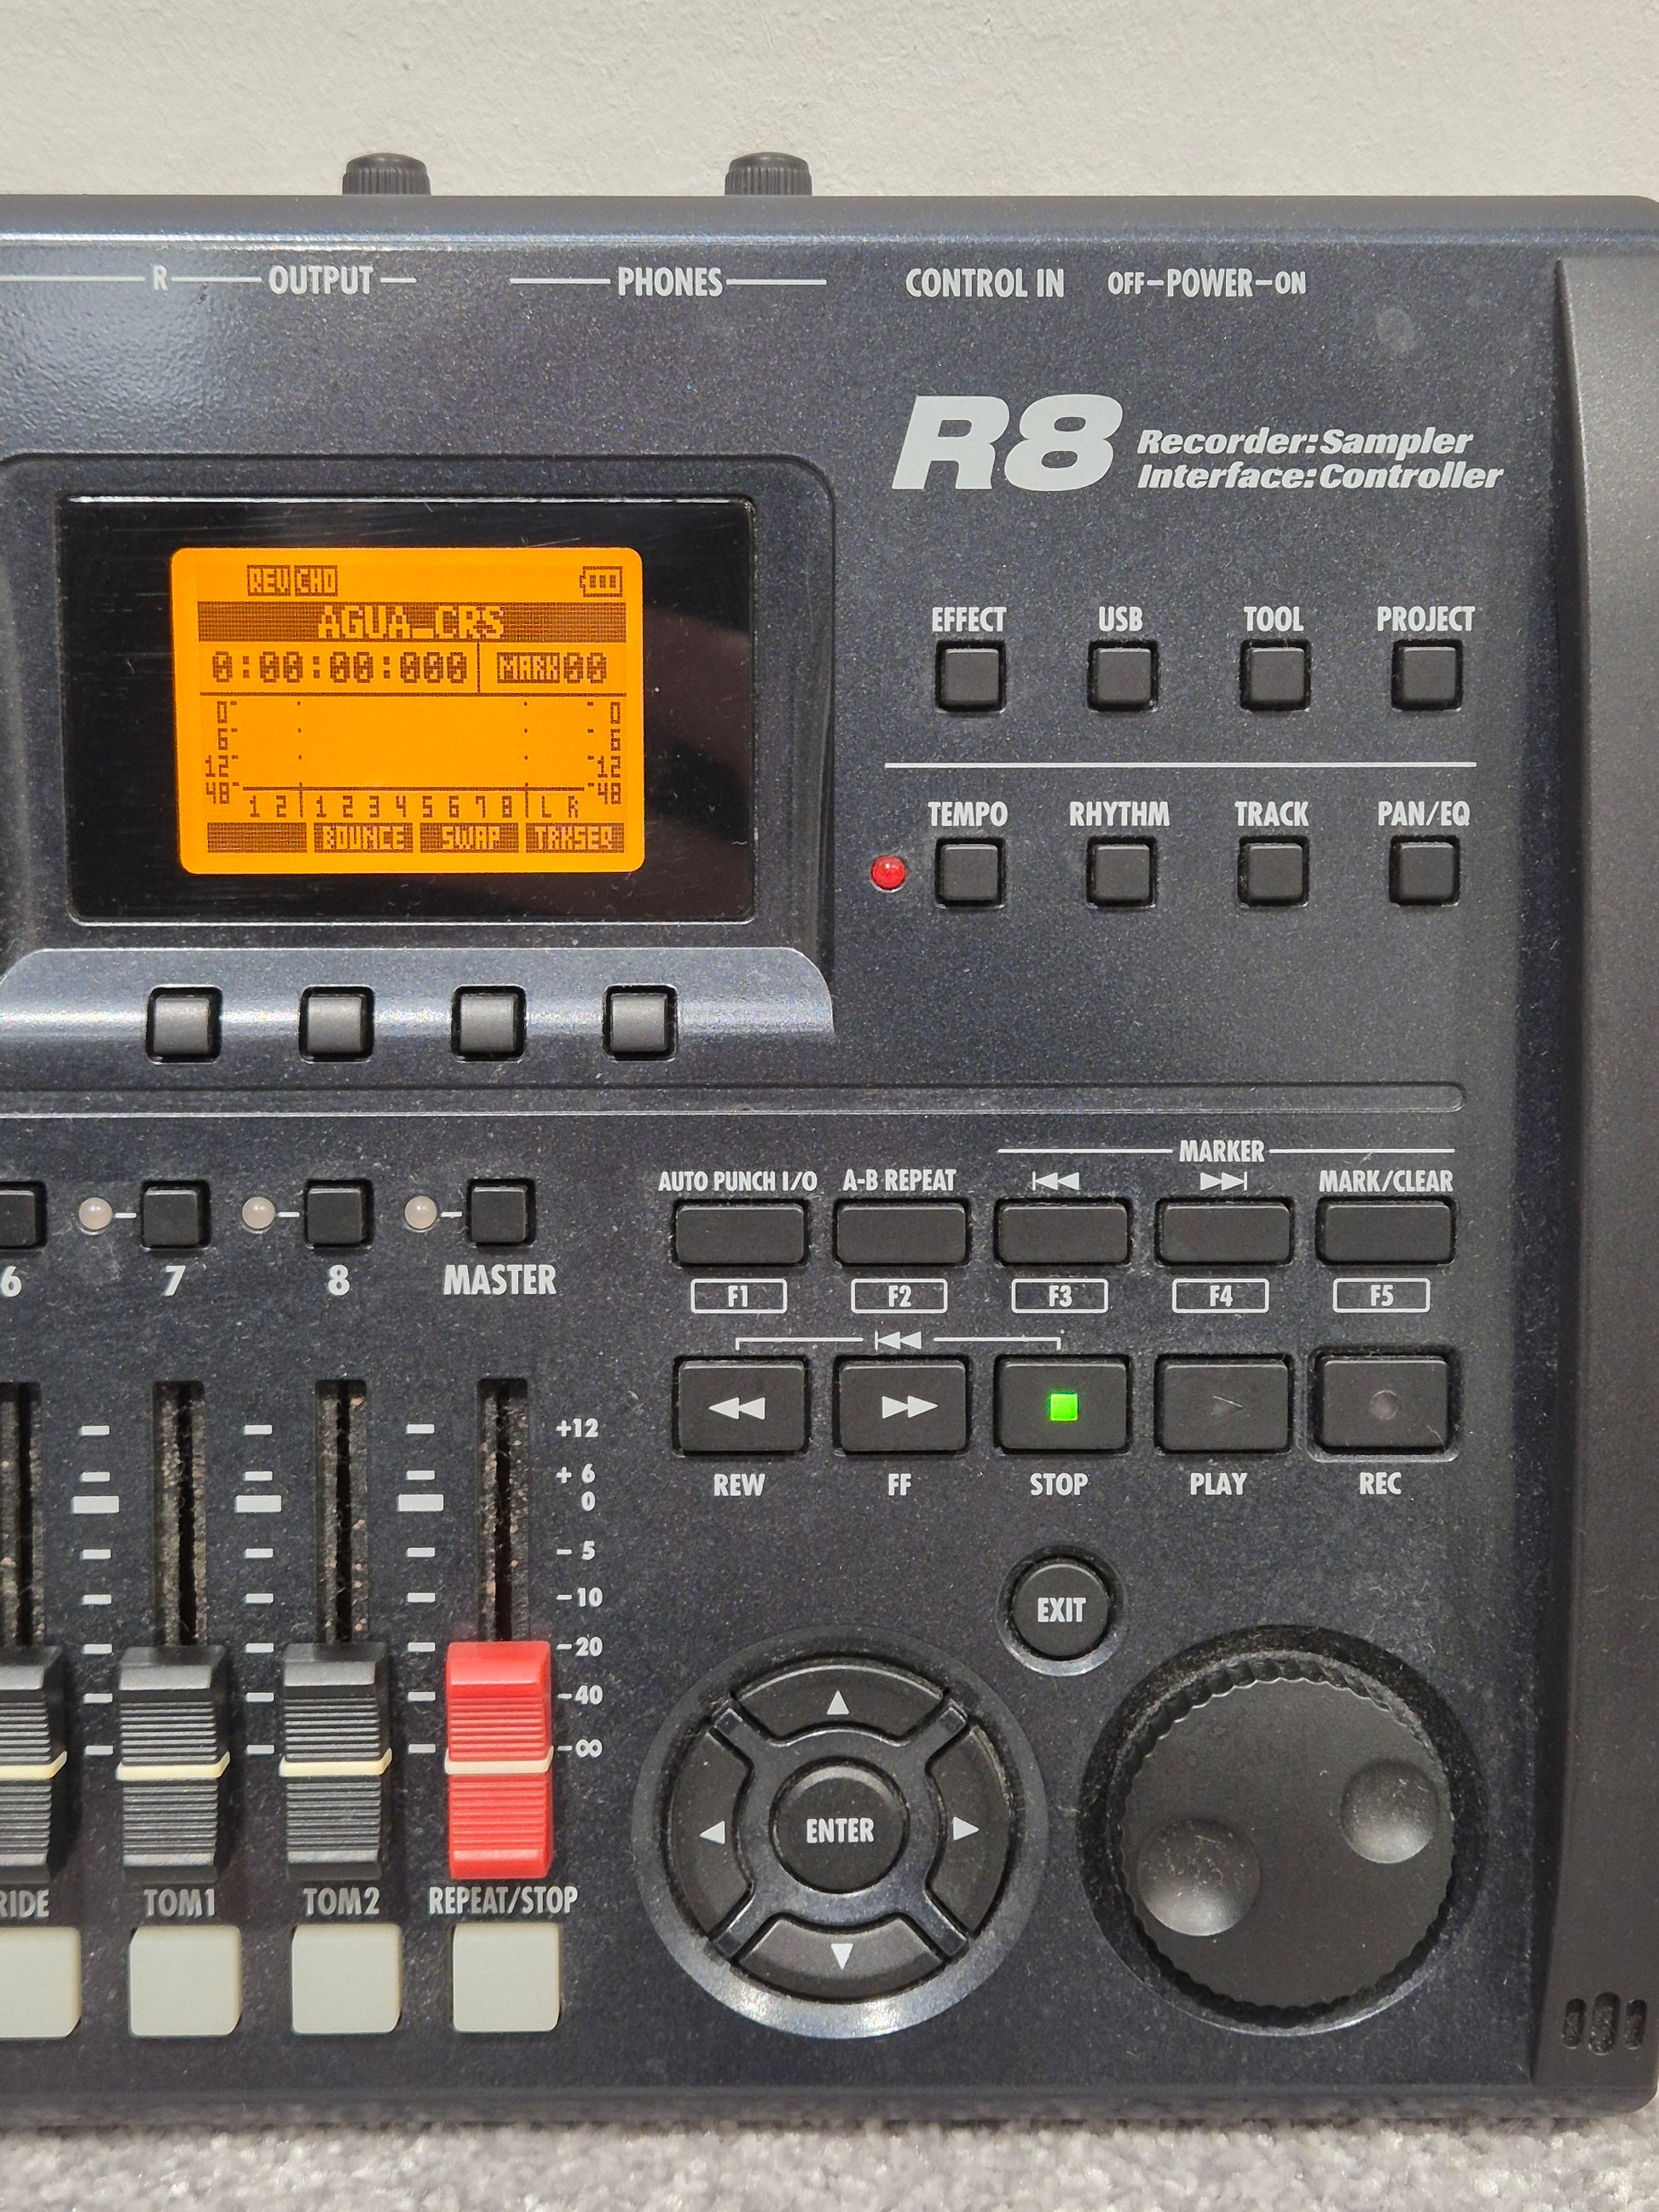 R OUTPUT PHONES CONTROL IN OFF-POWER-ON
R8 Recorder:Sampler
Interface:Controller
REV CHO
AGUA_CRS
0:00:00:000 MARK00
0 0
6 6
12 12
48 48
1 2 1 2 3 4 5 6 7 8 L R
BOUNCE SWAP TRKSEQ
EFFECT USB TOOL PROJECT
TEMPO RHYTHM TRACK PAN/EQ
MARKER
AUTO PUNCH I/O A-B REPEAT MARK/CLEAR
6 7 8 MASTER
F1 F2 F3 F4 F5
REW FF STOP PLAY REC
+12
+6
0
-5
-10
-20
-40
-∞
EXIT
ENTER
RIDE TOM1 TOM2 REPEAT/STOP